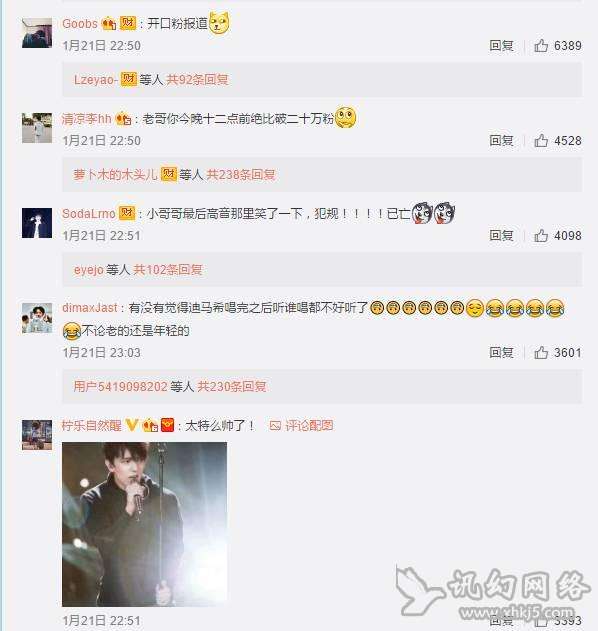 Goobs 财：开口粉报道
1月21日 22:50 回复 6389
Lzeyao- 财 等人 共92条回复
清凉李hh：老哥你今晚十二点前绝比破二十万粉
1月21日 22:50 回复 4528
萝卜木的木头儿 财 等人 共238条回复
SodaLrno 财：小哥哥最后高音那里笑了一下，犯规！！！！已亡
1月21日 22:51 回复 4098
eyejo 等人 共102条回复
dimaxJast：有没有觉得迪马希唱完之后听谁唱都不好听了
不论老的还是年轻的
1月21日 23:03 回复 3601
用户5419098202 等人 共230条回复
柠乐自然醒 V：太特么帅了！ 评论配图
讯幻网络
www.xhkj5.com
1月21日 22:51 回复 3393